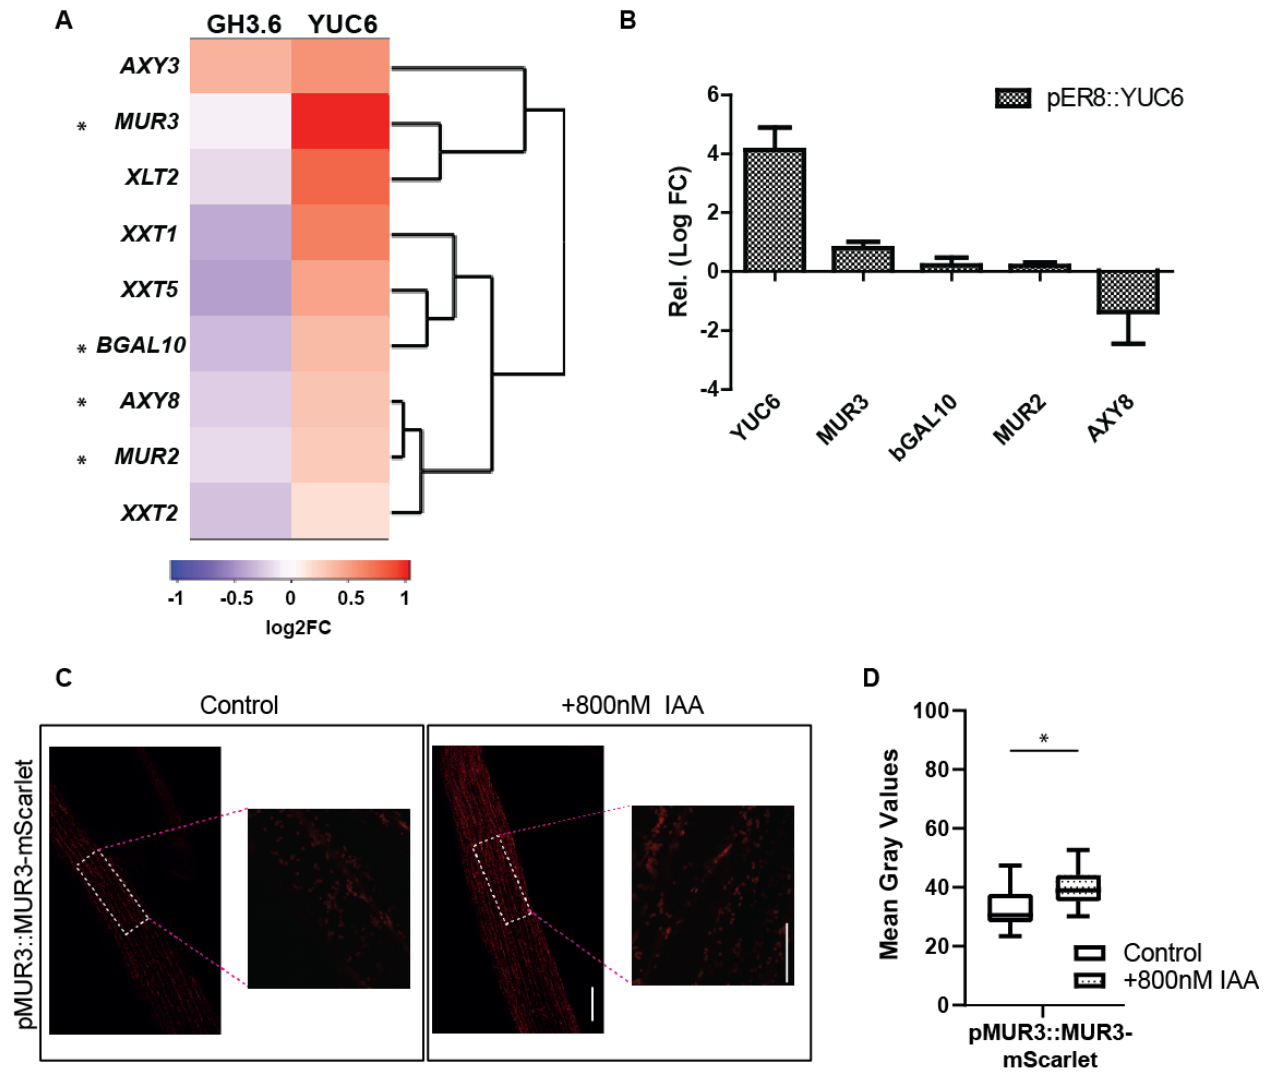 A
GH3.6 YUC6
AXY3
* MUR3
XLT2
XXT1
XXT5
* BGAL10
* AXY8
* MUR2
XXT2
-1 -0.5 0 0.5 1
log2FC
B
pER8::YUC6
Rel. (Log FC)
6
4
2
0
-2
-4
YUC6 MUR3 bGAL10 MUR2 AXY8
C
Control
+800nM IAA
pMUR3::MUR3-mScarlet
D
Mean Gray Values
100
80
60
40
20
0
*
Control
+800nM IAA
pMUR3::MUR3-
mScarlet